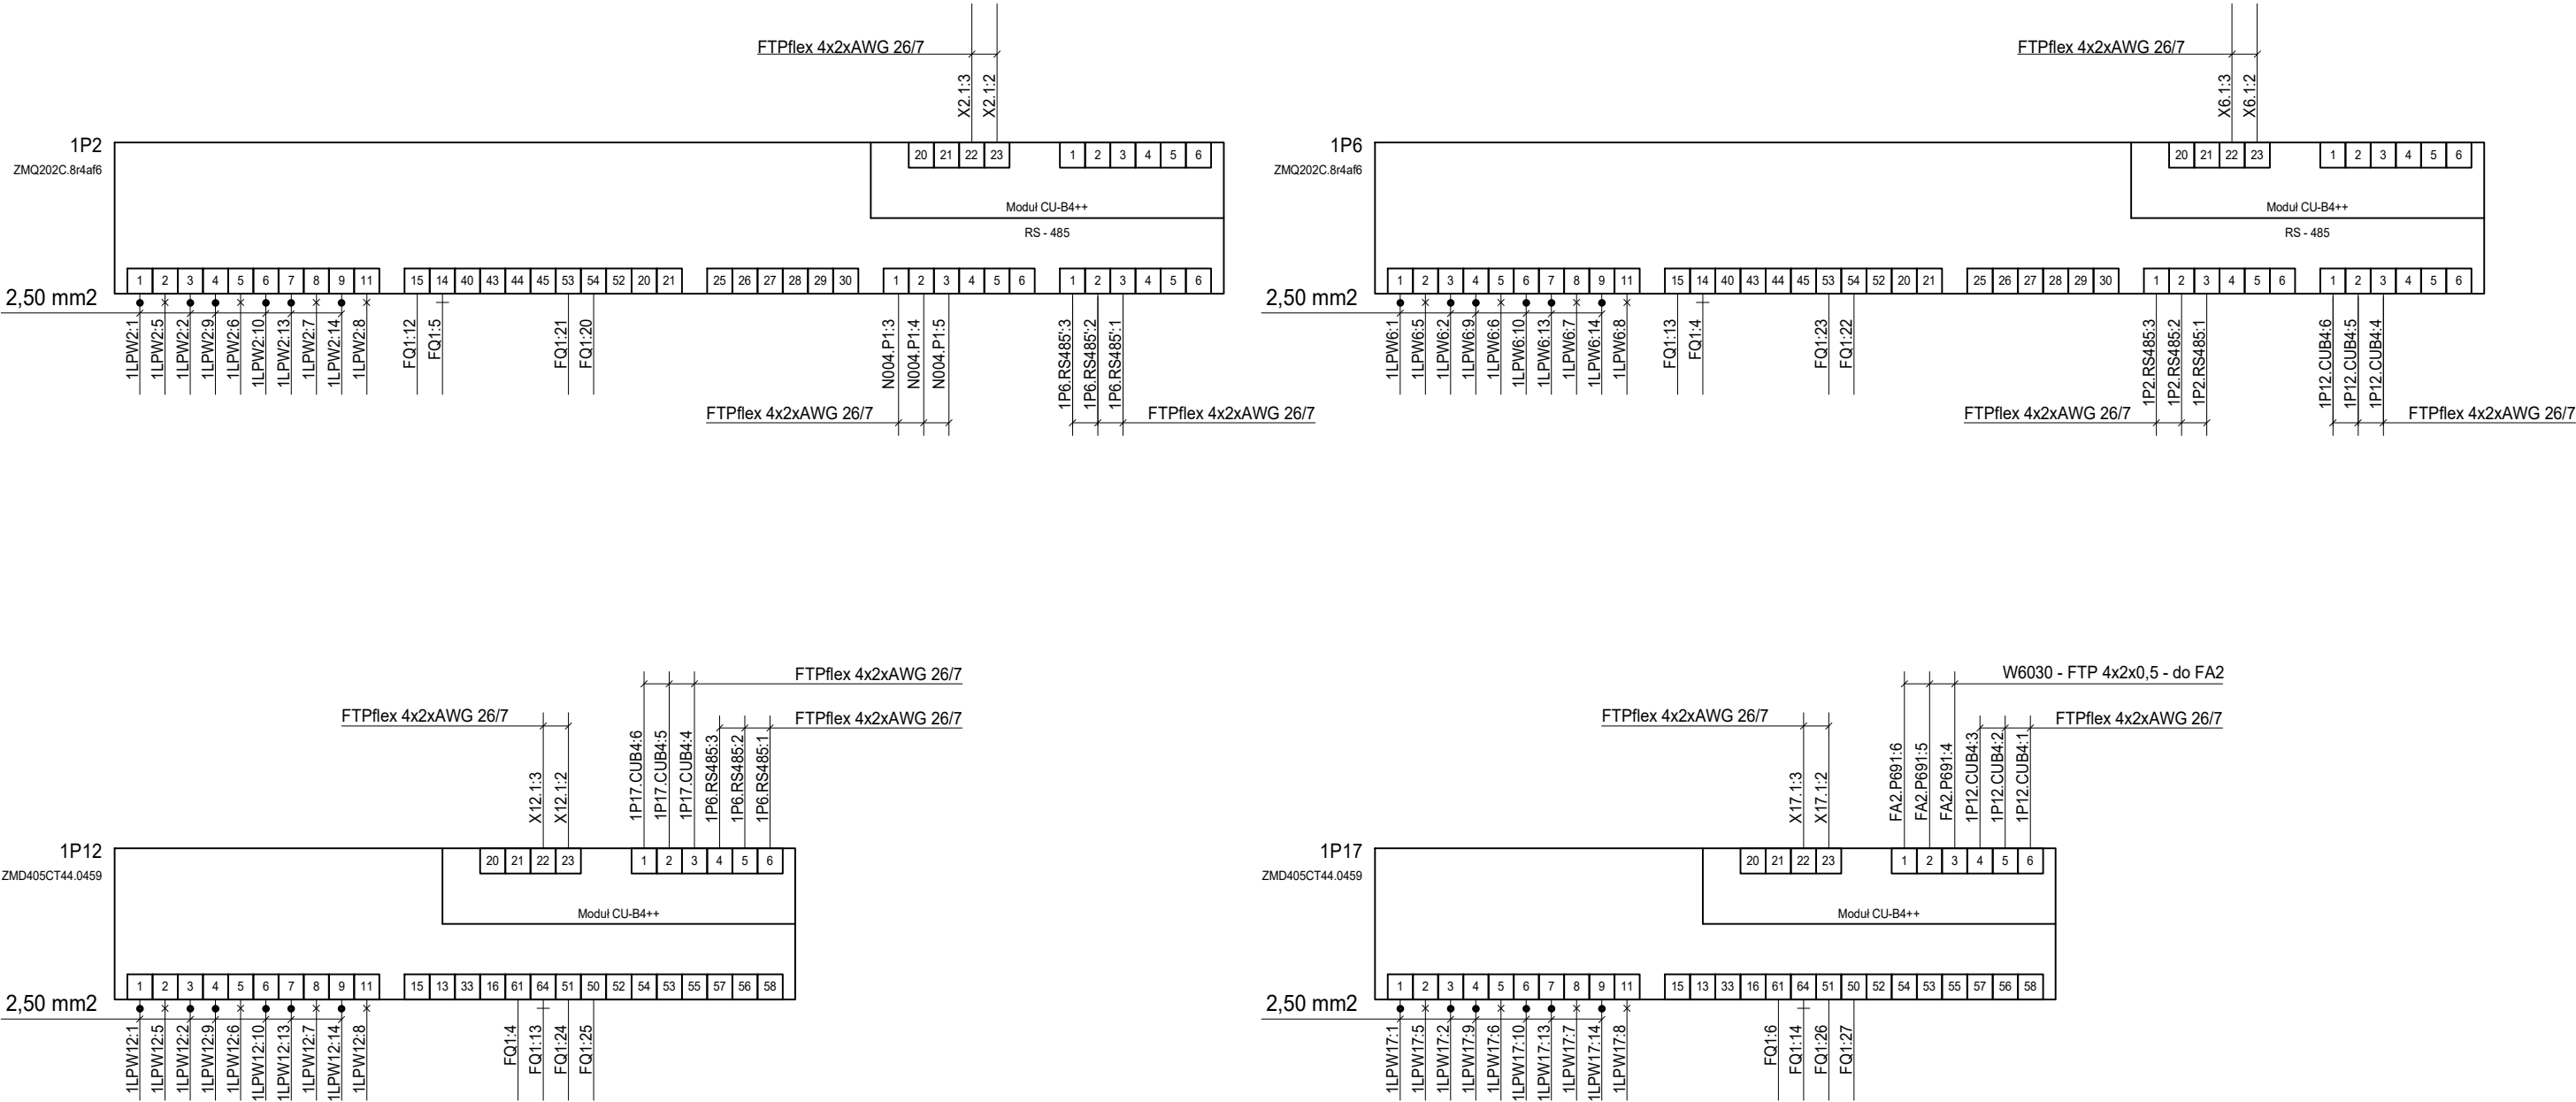 FTPflex 4x2xAWG 26/7
X2.1:3
X2.1:2
1P2
ZMQ202C.8r4af6
20 21 22 23 1 2 3 4 5 6
Moduł CU-B4++
RS - 485
1 2 3 4 5 6 7 8 9 11 15 14 40 43 44 45 53 54 52 20 21 25 26 27 28 29 30 1 2 3 4 5 6 1 2 3 4 5 6
2,50 mm2
1LPW2:1
1LPW2:5
1LPW2:2
1LPW2:9
1LPW2:6
1LPW2:10
1LPW2:13
1LPW2:7
1LPW2:14
1LPW2:8
FQ1:12
FQ1:5
FQ1:21
FQ1:20
N004.P1:3
N004.P1:4
N004.P1:5
1P6.RS485':3
1P6.RS485':2
1P6.RS485':1
FTPflex 4x2xAWG 26/7
FTPflex 4x2xAWG 26/7
FTPflex 4x2xAWG 26/7
X6.1:3
X6.1:2
1P6
ZMQ202C.8r4af6
20 21 22 23 1 2 3 4 5 6
Moduł CU-B4++
RS - 485
1 2 3 4 5 6 7 8 9 11 15 14 40 43 44 45 53 54 52 20 21 25 26 27 28 29 30 1 2 3 4 5 6 1 2 3 4 5 6
2,50 mm2
1LPW6:1
1LPW6:5
1LPW6:2
1LPW6:9
1LPW6:6
1LPW6:10
1LPW6:13
1LPW6:7
1LPW6:14
1LPW6:8
FQ1:13
FQ1:4
FQ1:23
FQ1:22
1P2.RS485:3
1P2.RS485:2
1P2.RS485:1
1P12.CUB4:6
1P12.CUB4:5
1P12.CUB4:4
FTPflex 4x2xAWG 26/7
FTPflex 4x2xAWG 26/7
FTPflex 4x2xAWG 26/7
FTPflex 4x2xAWG 26/7
FTPflex 4x2xAWG 26/7
X12.1:3
X12.1:2
1P17.CUB4:6
1P17.CUB4:5
1P17.CUB4:4
1P6.RS485:3
1P6.RS485:2
1P6.RS485:1
1P12
ZMD405CT44.0459
20 21 22 23 1 2 3 4 5 6
Moduł CU-B4++
1 2 3 4 5 6 7 8 9 11 15 13 33 16 61 64 51 50 52 54 53 55 57 56 58
2,50 mm2
1LPW12:1
1LPW12:5
1LPW12:2
1LPW12:9
1LPW12:6
1LPW12:10
1LPW12:13
1LPW12:7
1LPW12:14
1LPW12:8
FQ1:4
FQ1:13
FQ1:24
FQ1:25
W6030 - FTP 4x2x0,5 - do FA2
FTPflex 4x2xAWG 26/7
FTPflex 4x2xAWG 26/7
X17.1:3
X17.1:2
FA2.P691:6
FA2.P691:5
FA2.P691:4
1P12.CUB4:3
1P12.CUB4:2
1P12.CUB4:1
1P17
ZMD405CT44.0459
20 21 22 23 1 2 3 4 5 6
Moduł CU-B4++
1 2 3 4 5 6 7 8 9 11 15 13 33 16 61 64 51 50 52 54 53 55 57 56 58
2,50 mm2
1LPW17:1
1LPW17:5
1LPW17:2
1LPW17:9
1LPW17:6
1LPW17:10
1LPW17:13
1LPW17:7
1LPW17:14
1LPW17:8
FQ1:6
FQ1:14
FQ1:26
FQ1:27